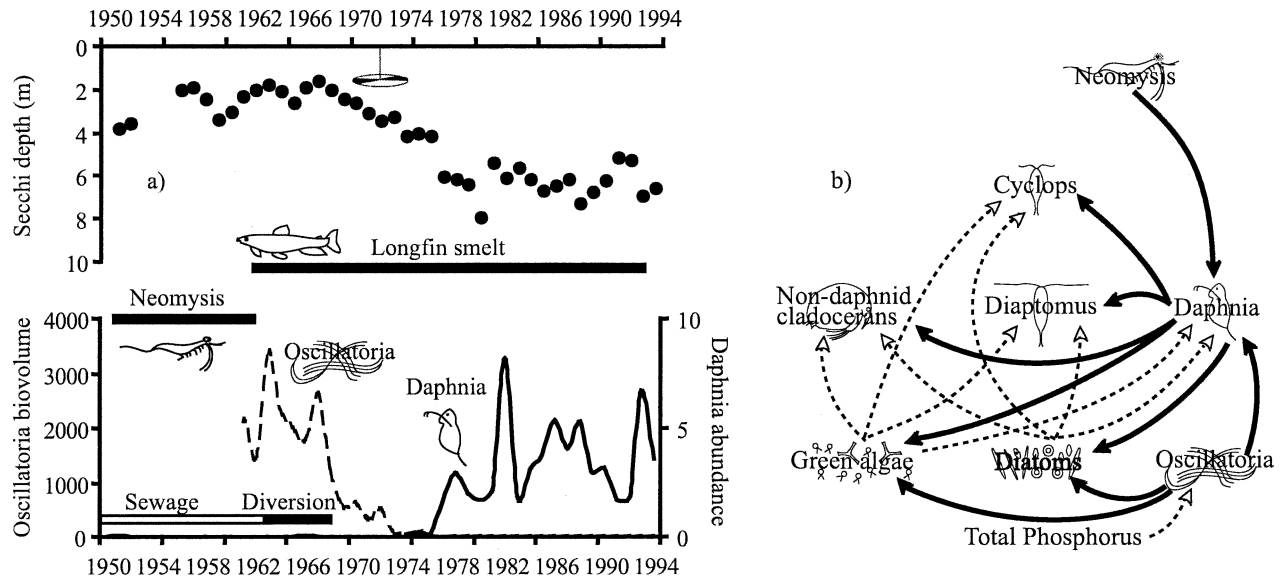 1950 1954 1958 1962 1966 1970 1974 1978 1982 1986 1990 1994
0
2
4
6
8
10
Secchi depth (m)
a)
Longfin smelt
Neomysis
4000
3000
2000
1000
0
Oscillatoria biovolume
Oscillatoria
Daphnia
Sewage Diversion
10
5
0
Daphnia abundance
1950 1954 1958 1962 1966 1970 1974 1978 1982 1986 1990 1994
b)
Neomysis
Cyclops
Non-daphnid
cladocerans
Diaptomus
Daphnia
Green algae
Diatoms
Oscillatoria
Total Phosphorus